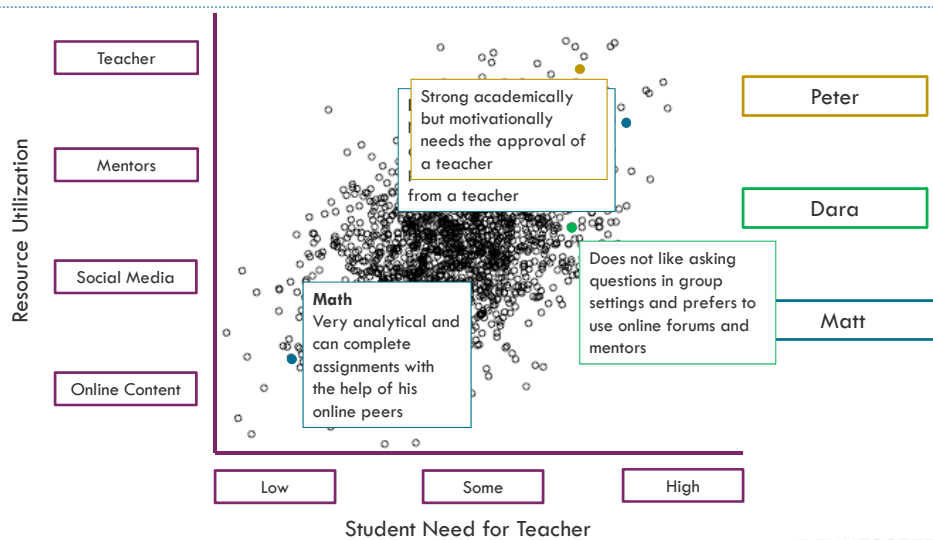 Resource Utilization
Teacher
Mentors
Social Media
Online Content
Strong academically
but motivationally
needs the approval of
a teacher
from a teacher
Math
Very analytical and
can complete
assignments with
the help of his
online peers
Does not like asking
questions in group
settings and prefers to
use online forums and
mentors
Peter
Dara
Matt
Low
Some
High
Student Need for Teacher